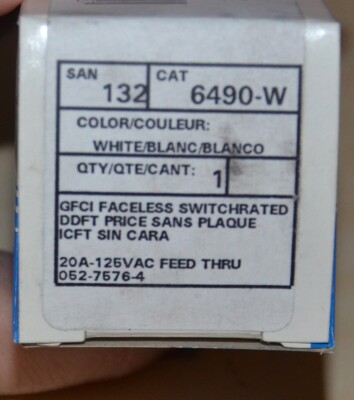 SAN 132 CAT 6490-W
COLOR/COULEUR:
WHITE/BLANC/BLANCO
QTY/QTE/CANT: 1
GFCI FACELESS SWITCHRATED
DDFT PRICE SANS PLAQUE
ICFT SIN CARA
20A-125VAC FEED THRU
052-7576-4